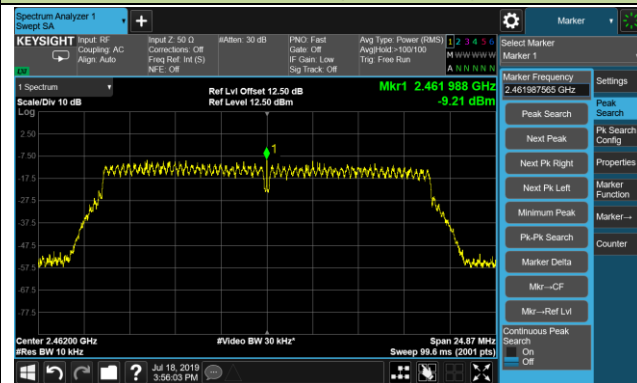 Spectrum Analyzer 1
Swept SA
Marker
KEYSIGHT
Input: RF
Coupling: AC
Align: Auto
Input Z: 50 Ω
Corrections: Off
Freq Ref: Int (S)
NFE: Off
#Atten: 30 dB
PNO: Fast
Gate: Off
IF Gain: Low
Sig Track: Off
Avg Type: Power (RMS)
Avg|Hold:>100/100
Trig: Free Run
1 2 3 4 5 6
M W W W W W
A N N N N N
LXI
Select Marker
Marker 1
1 Spectrum
Scale/Div 10 dB
Log
Ref Lvl Offset 12.50 dB
Ref Level 12.50 dBm
Mkr1 2.461 988 GHz
-9.21 dBm
1
2.50
-7.50
-17.5
-27.5
-37.5
-47.5
-57.5
-67.5
-77.5
Center 2.46200 GHz
#Res BW 10 kHz
#Video BW 30 kHz*
Span 24.87 MHz
Sweep 99.6 ms (2001 pts)
Marker Frequency
2.461987565 GHz
Peak Search
Next Peak
Next Pk Right
Next Pk Left
Minimum Peak
Pk-Pk Search
Marker Delta
Mkr→CF
Mkr→Ref Lvl
Continuous Peak
Search
On
Off
Settings
Peak
Search
Pk Search
Config
Properties
Marker
Function
Marker→
Counter
Jul 18, 2019
3:56:03 PM